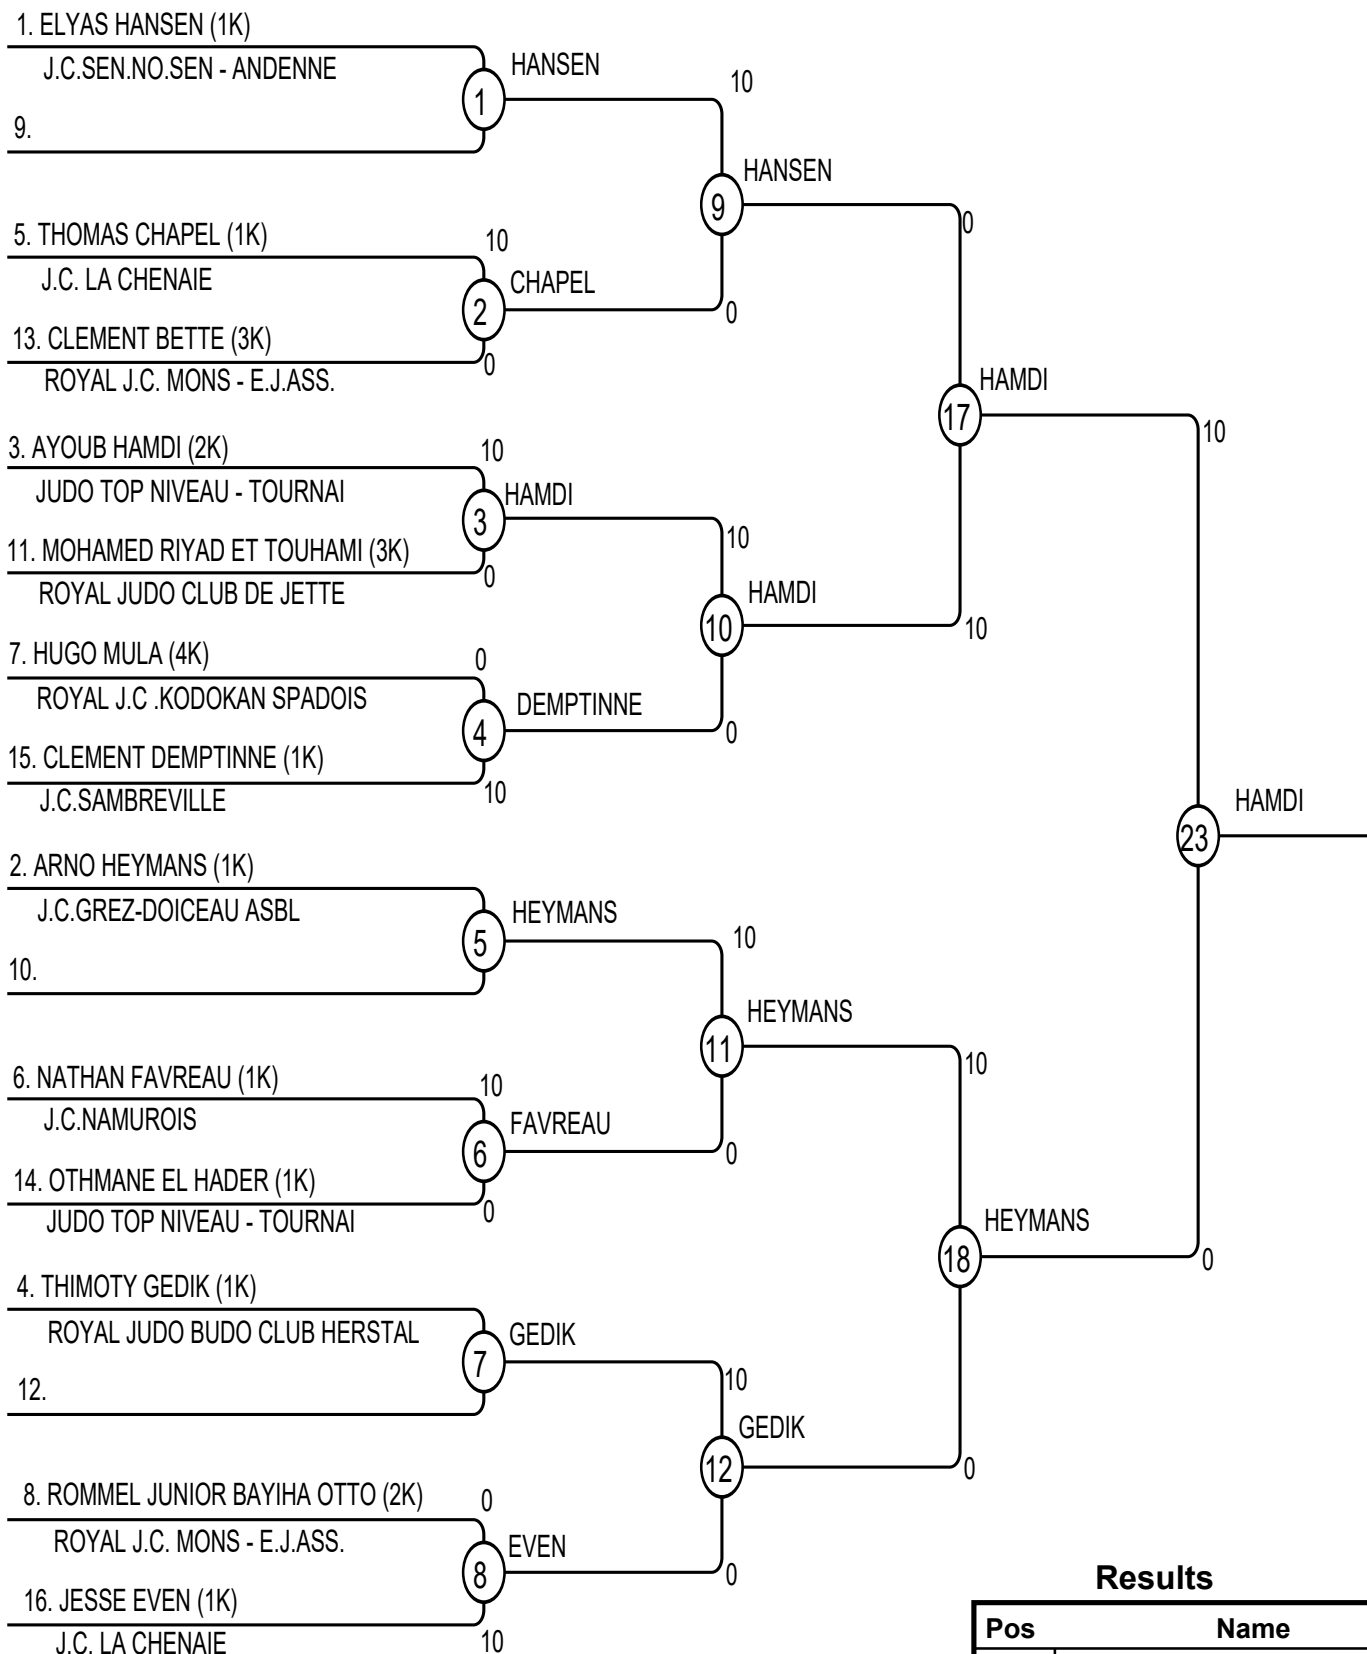 1. ELYAS HANSEN (1K)
J.C.SEN.NO.SEN - ANDENNE
9.
1
HANSEN
10
5. THOMAS CHAPEL (1K)
J.C. LA CHENAIE
10
13. CLEMENT BETTE (3K)
ROYAL J.C. MONS - E.J.ASS.
0
2
CHAPEL
0
9
HANSEN
0
3. AYOUB HAMDI (2K)
JUDO TOP NIVEAU - TOURNAI
10
11. MOHAMED RIYAD ET TOUHAMI (3K)
ROYAL JUDO CLUB DE JETTE
0
3
HAMDI
10
7. HUGO MULA (4K)
ROYAL J.C .KODOKAN SPADOIS
0
15. CLEMENT DEMPTINNE (1K)
J.C.SAMBREVILLE
10
4
DEMPTINNE
0
10
HAMDI
10
17
HAMDI
10
2. ARNO HEYMANS (1K)
J.C.GREZ-DOICEAU ASBL
10.
5
HEYMANS
10
6. NATHAN FAVREAU (1K)
J.C.NAMUROIS
10
14. OTHMANE EL HADER (1K)
JUDO TOP NIVEAU - TOURNAI
0
6
FAVREAU
0
11
HEYMANS
10
4. THIMOTY GEDIK (1K)
ROYAL JUDO BUDO CLUB HERSTAL
12.
7
GEDIK
10
8. ROMMEL JUNIOR BAYIHA OTTO (2K)
ROYAL J.C. MONS - E.J.ASS.
0
16. JESSE EVEN (1K)
J.C. LA CHENAIE
10
8
EVEN
0
12
GEDIK
0
18
HEYMANS
0
23
HAMDI
Results
Pos Name